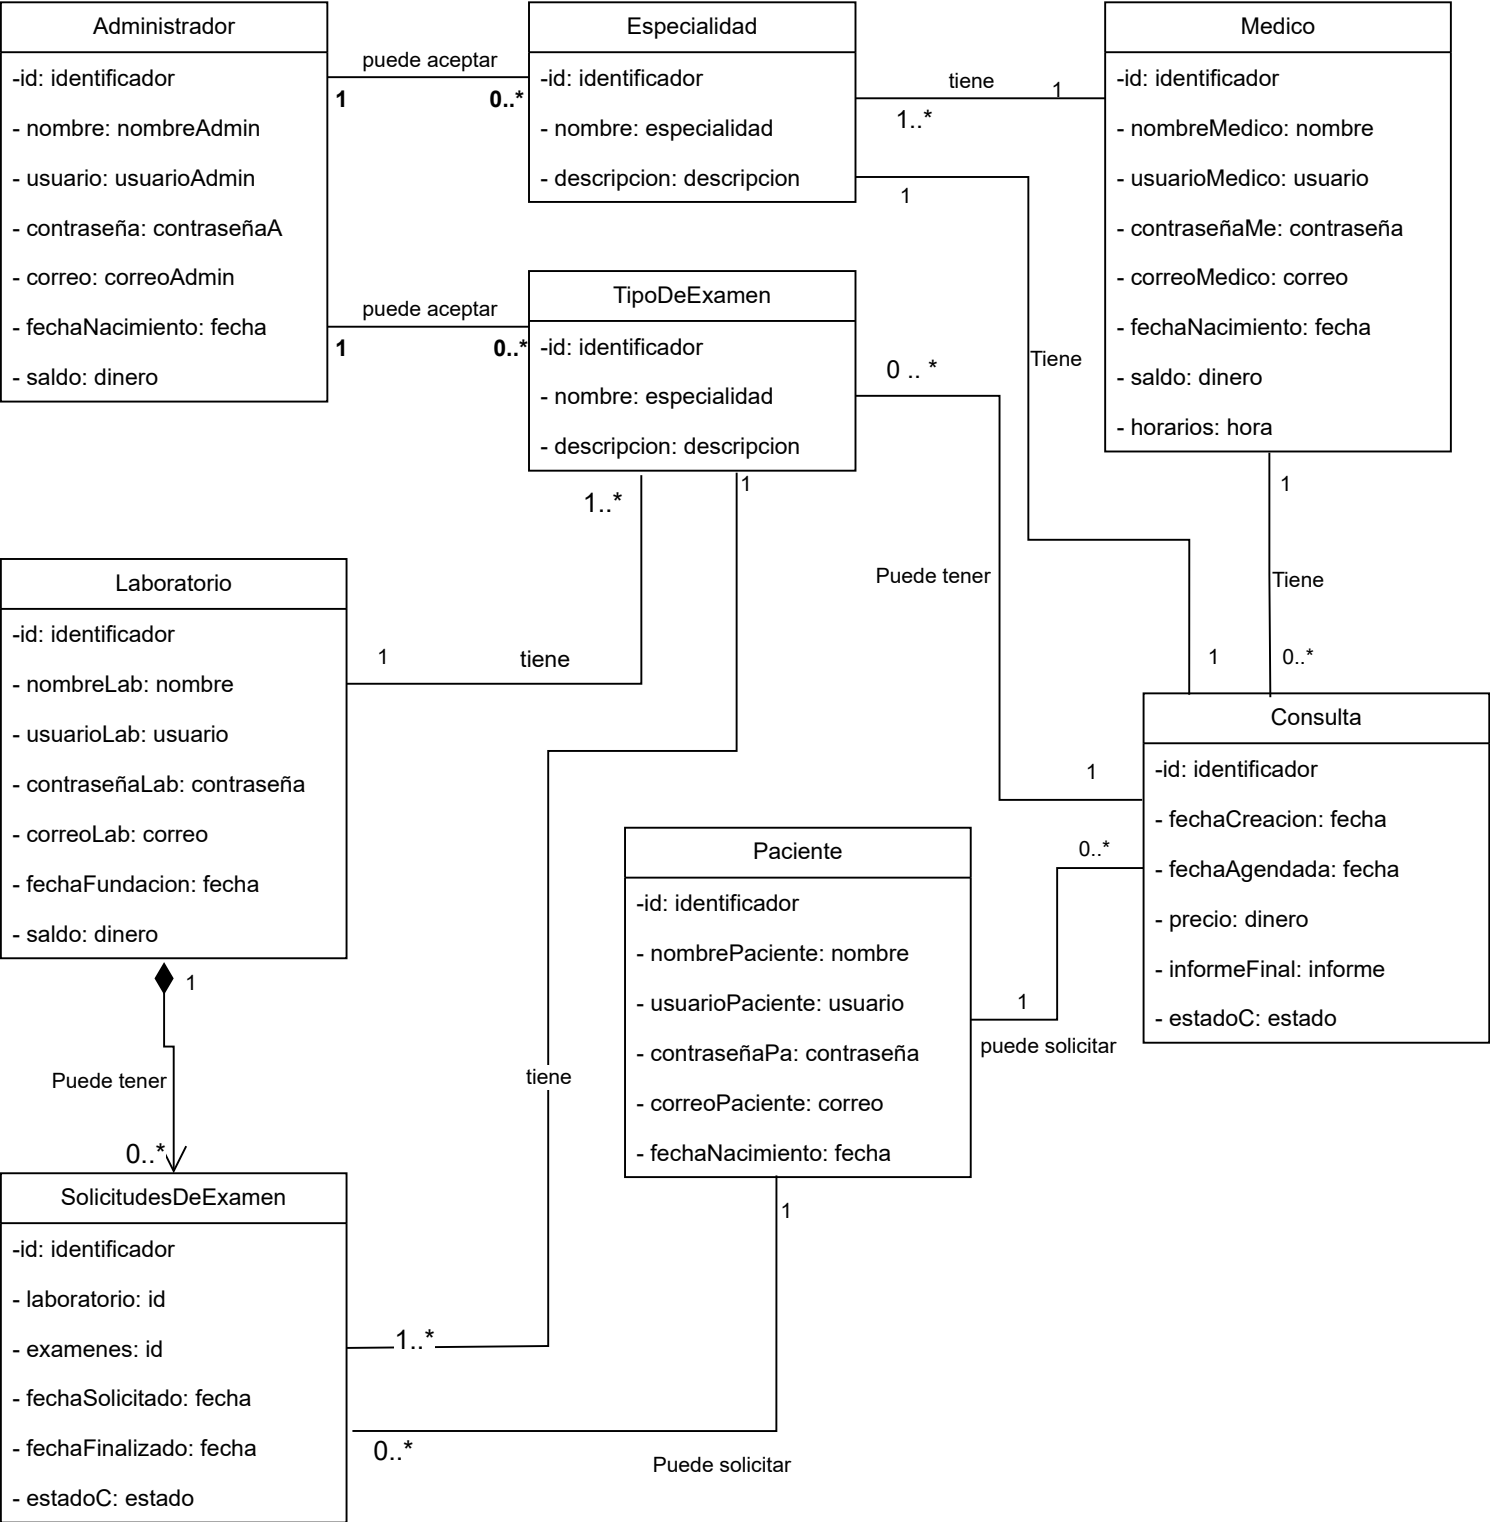 Administrador
-id: identificador
- nombre: nombreAdmin
- usuario: usuarioAdmin
- contraseña: contraseñaA
- correo: correoAdmin
- fechaNacimiento: fecha
- saldo: dinero
puede aceptar
1
0..*
Especialidad
-id: identificador
- nombre: especialidad
- descripcion: descripcion
tiene
1
1..*
Medico
-id: identificador
- nombreMedico: nombre
- usuarioMedico: usuario
- contraseñaMe: contraseña
- correoMedico: correo
- fechaNacimiento: fecha
- saldo: dinero
- horarios: hora
1
Tiene
1
puede aceptar
1
0..*
TipoDeExamen
-id: identificador
- nombre: especialidad
- descripcion: descripcion
0 .. *
Puede tener
1
1..*
1
1
Tiene
0..*
Laboratorio
-id: identificador
- nombreLab: nombre
- usuarioLab: usuario
- contraseñaLab: contraseña
- correoLab: correo
- fechaFundacion: fecha
- saldo: dinero
1
tiene
Consulta
-id: identificador
- fechaCreacion: fecha
- fechaAgendada: fecha
- precio: dinero
- informeFinal: informe
- estadoC: estado
Paciente
-id: identificador
- nombrePaciente: nombre
- usuarioPaciente: usuario
- contraseñaPa: contraseña
- correoPaciente: correo
- fechaNacimiento: fecha
0..*
1
puede solicitar
1
Puede tener
0..*
tiene
1
SolicitudesDeExamen
-id: identificador
- laboratorio: id
- examenes: id
- fechaSolicitado: fecha
- fechaFinalizado: fecha
- estadoC: estado
1..*
0..*
Puede solicitar